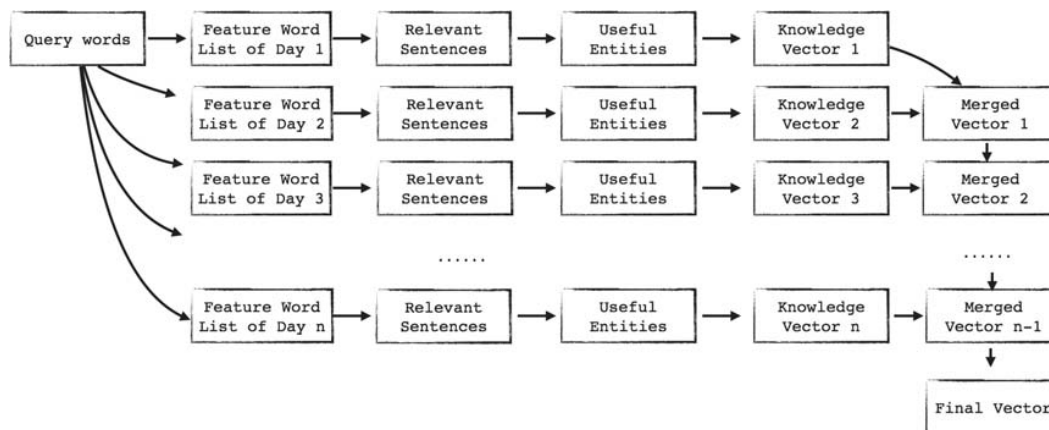 Query words
Feature Word
List of Day 1
Relevant
Sentences
Useful
Entities
Knowledge
Vector 1
Feature Word
List of Day 2
Relevant
Sentences
Useful
Entities
Knowledge
Vector 2
Merged
Vector 1
Feature Word
List of Day 3
Relevant
Sentences
Useful
Entities
Knowledge
Vector 3
Merged
Vector 2
......
......
Feature Word
List of Day n
Relevant
Sentences
Useful
Entities
Knowledge
Vector n
Merged
Vector n-1
Final Vector